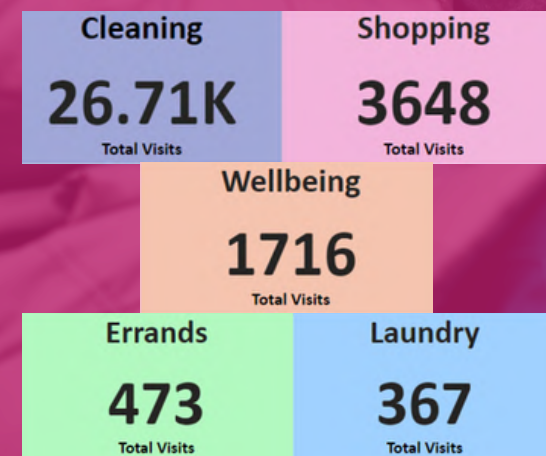 Cleaning
Shopping
26.71K
3648
Total Visits
Total Visits
Wellbeing
1716
Total Visits
Errands
Laundry
473
367
Total Visits
Total Visits